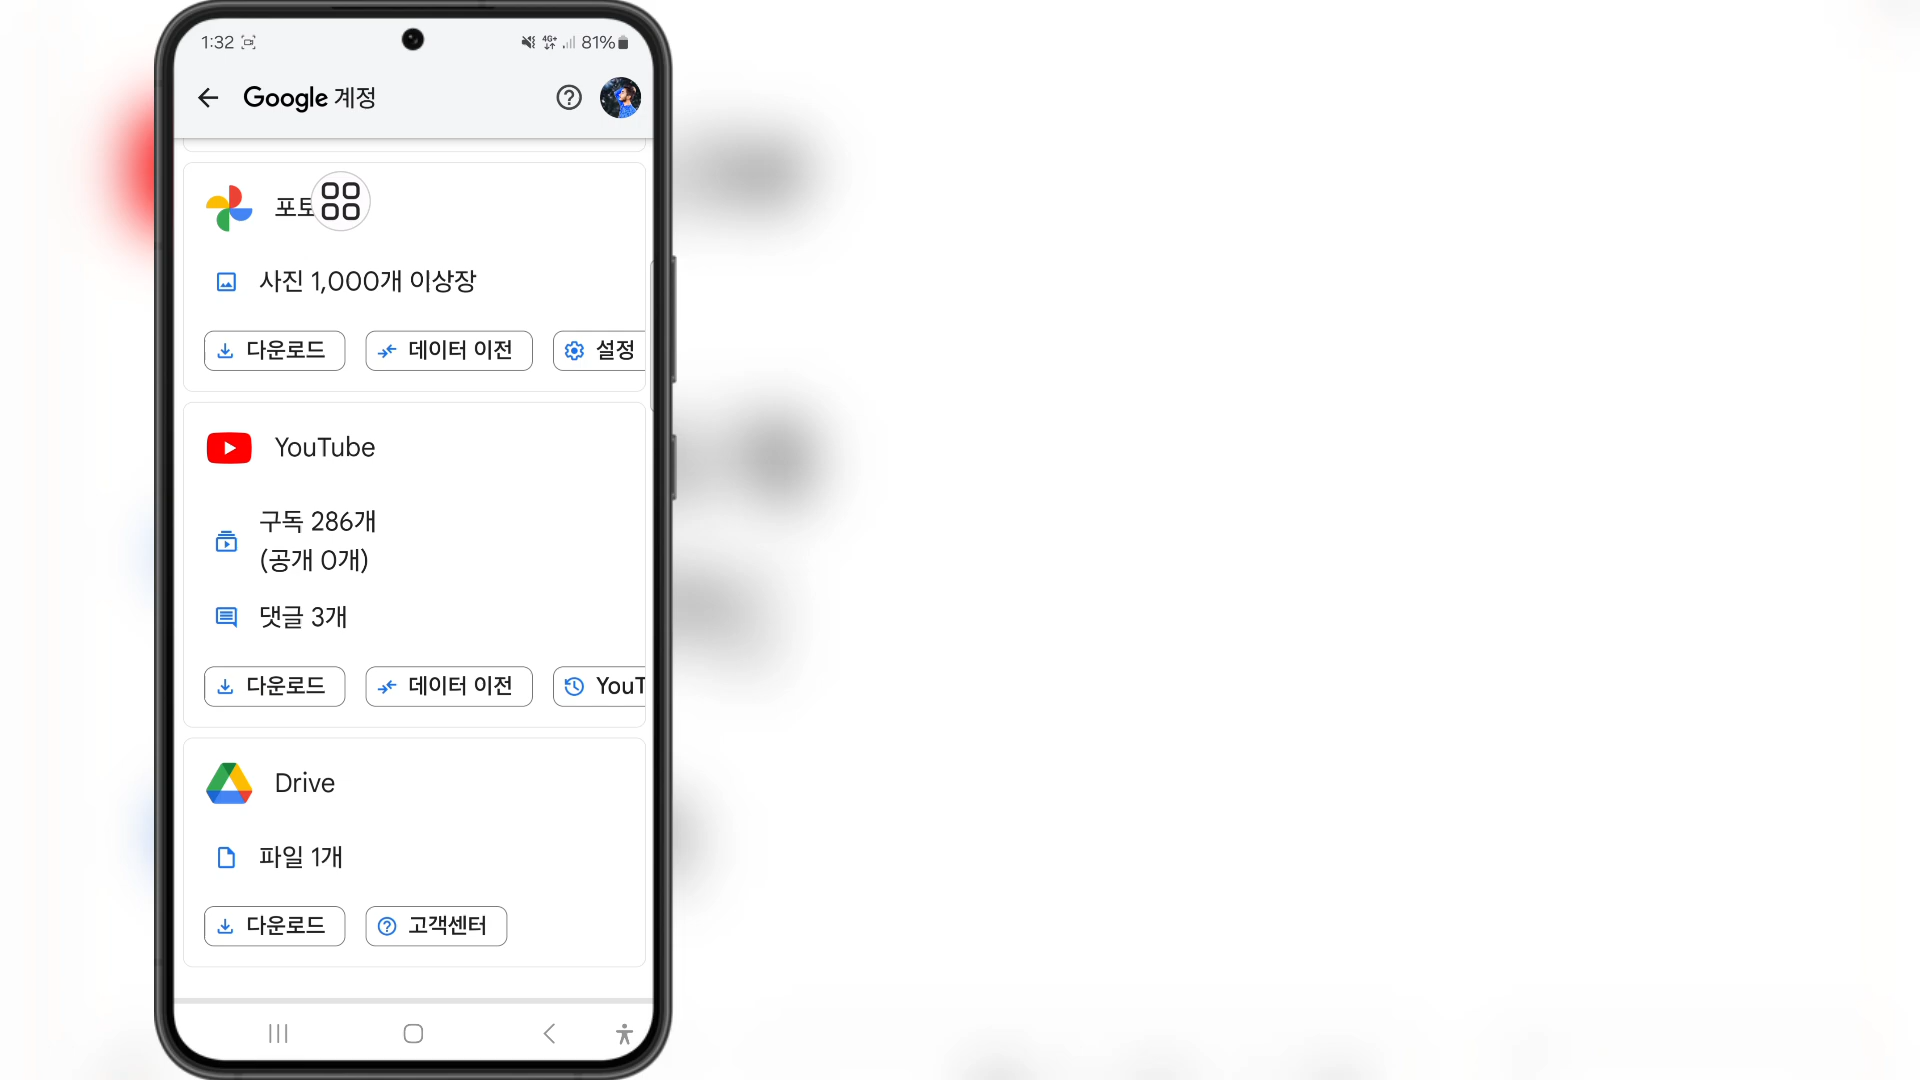 1:32
4G+
81%
Google 계정
포토
사진 1,000개 이상장
다운로드
데이터 이전
설정
YouTube
구독 286개
(공개 0개)
댓글 3개
다운로드
데이터 이전
YouT
Drive
파일 1개
다운로드
고객센터